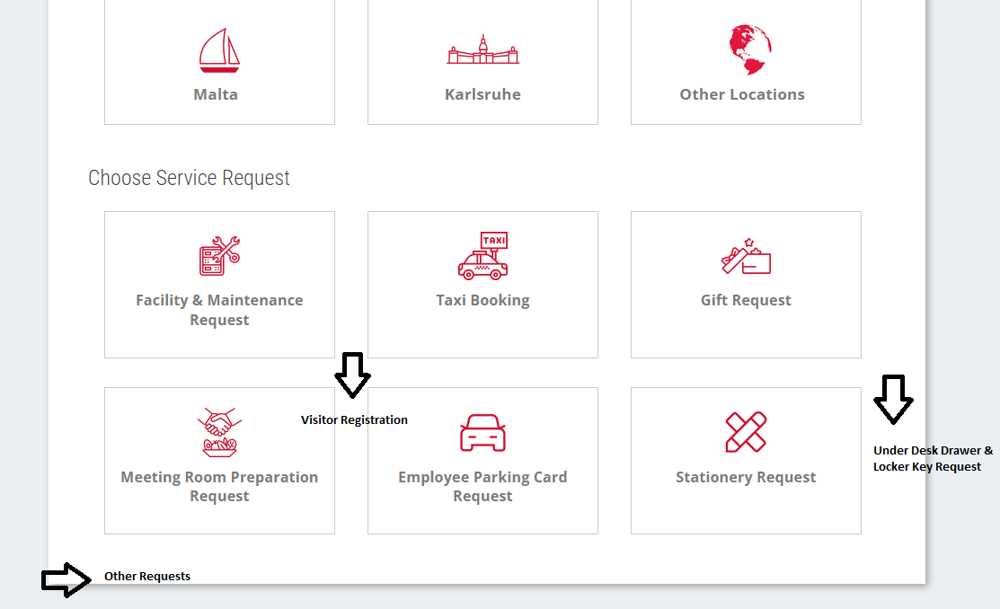 Malta
Karlsruhe
Other Locations
Choose Service Request
TAXI
Facility & Maintenance
Request
Taxi Booking
Gift Request
Visitor Registration
Meeting Room Preparation
Request
Employee Parking Card
Request
Stationery Request
Under Desk Drawer &
Locker Key Request
Other Requests